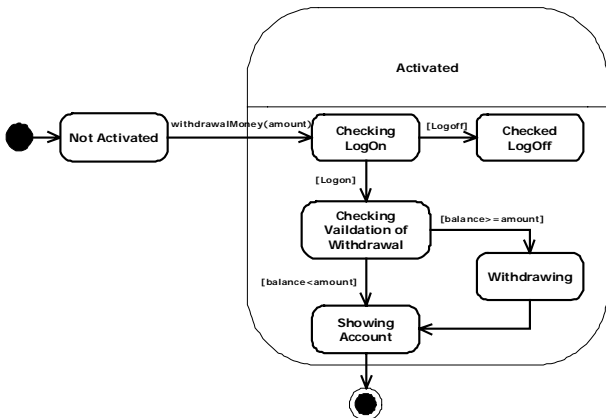 Activated
withdrawalMoney(amount)
Not Activated
Checking
LogOn
[Logoff]
Checked
LogOff
[Logon]
Checking
Vaildation of
Withdrawal
[balance>=amount]
Withdrawing
[balance<amount]
Showing
Account